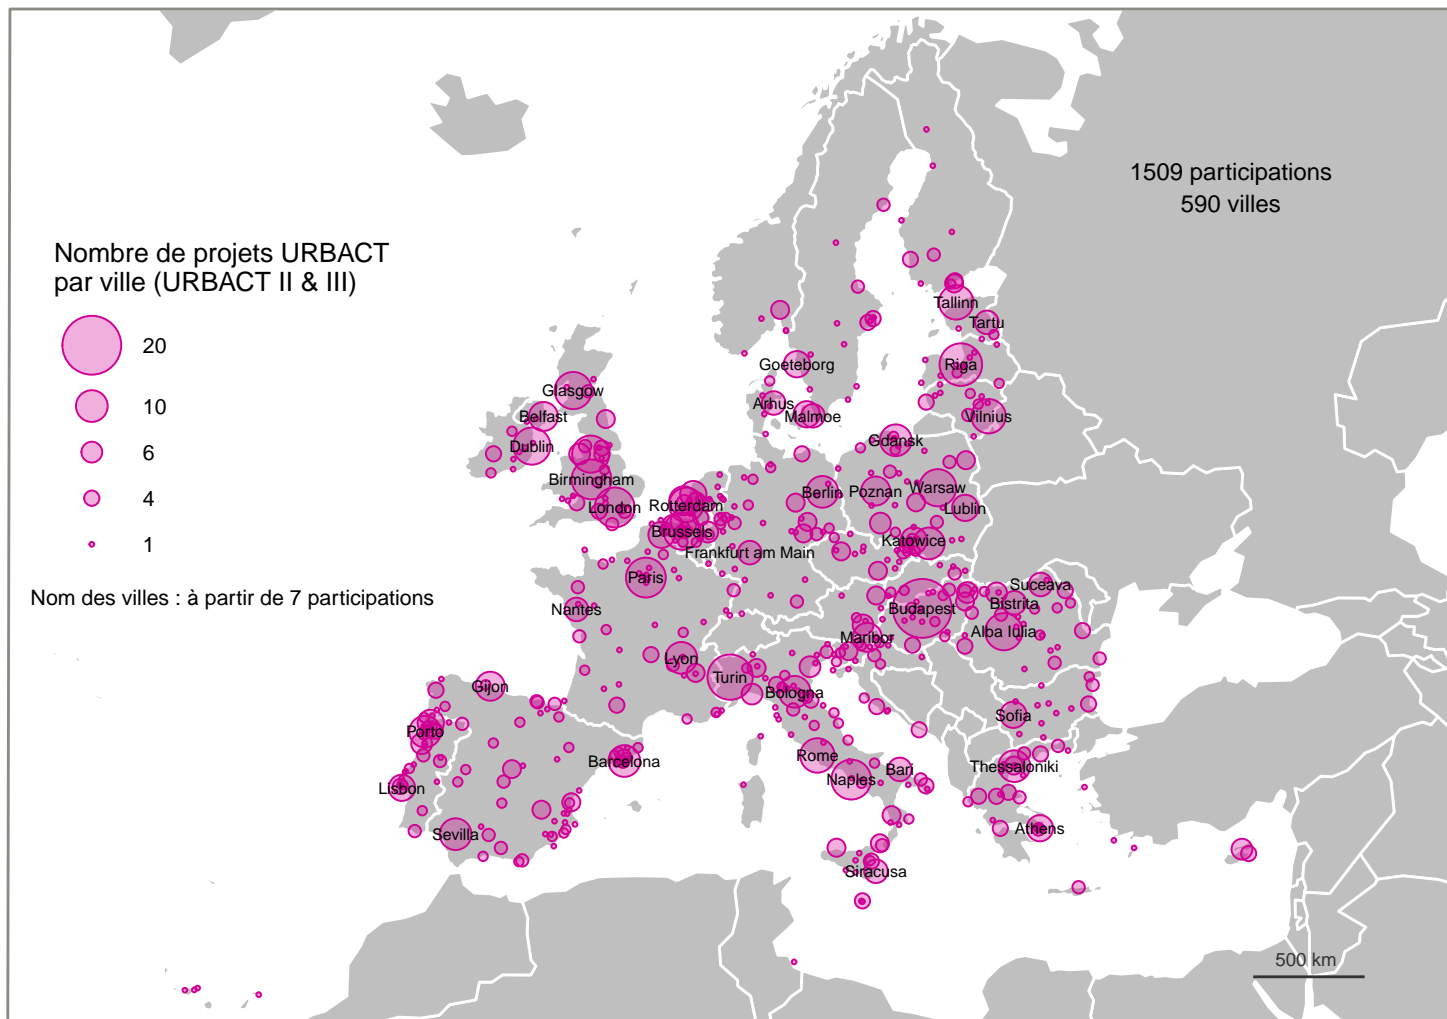 1509 participations
590 villes
Nombre de projets URBACT
par ville (URBACT II & III)
20
10
6
4
1
Nom des villes : à partir de 7 participations
Tallinn
Tartu
Goeteborg
Riga
Glasgow
Arhus
Malmoe
Vilnius
Belfast
Dublin
Gdansk
Birmingham
London
Rotterdam
Berlin
Poznan
Warsaw
Lublin
Brussels
Frankfurt am Main
Katowice
Paris
Suceava
Nantes
Budapest
Bistrita
Alba Iulia
Maribor
Lyon
Turin
Bologna
Gijon
Sofia
Porto
Barcelona
Rome
Thessaloniki
Naples
Bari
Lisbon
Sevilla
Athens
Siracusa
500 km